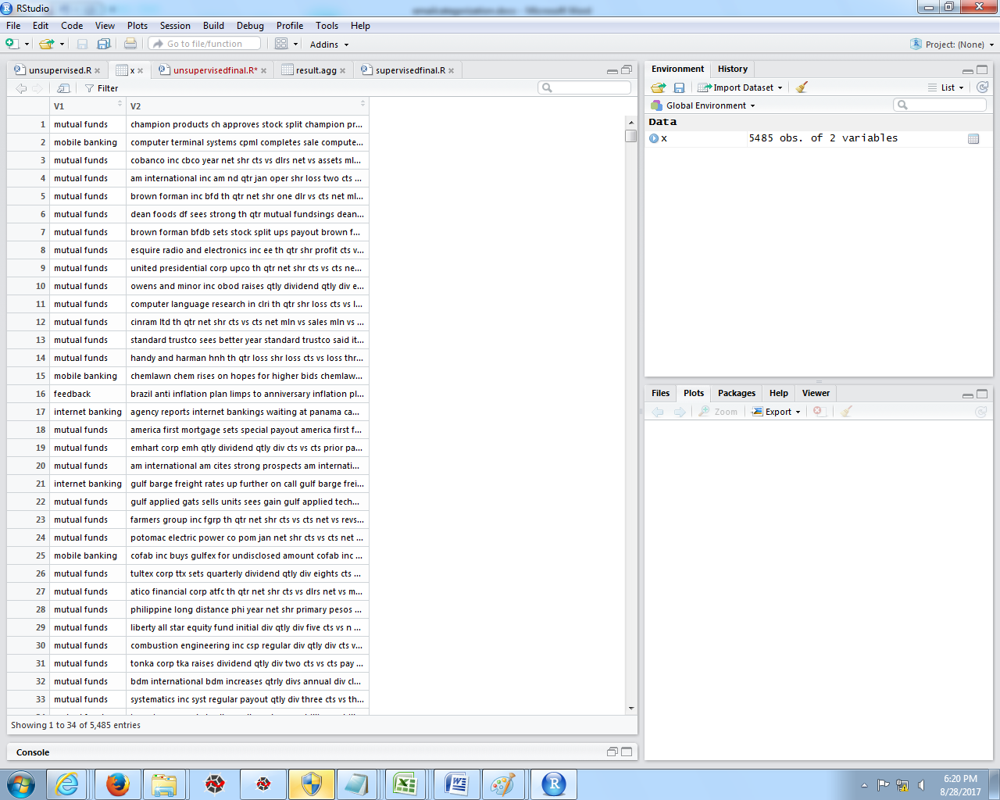 RStudio
emailcategorisation.docx - Microsoft Word
File Edit Code View Plots Session Build Debug Profile Tools Help
Go to file/function Addins Project: (None)
unsupervised.R x unsupervisedfinal.R* result.agg supervisedfinal.R
Filter
V1 V2
1 mutual funds champion products ch approves stock split champion pr...
2 mobile banking computer terminal systems cpml completes sale compute...
3 mutual funds cobanco inc cbco year net shr cts vs dlrs net vs assets ml...
4 mutual funds am international inc am nd qtr jan oper shr loss two cts ...
5 mutual funds brown forman inc bfd th qtr net shr one dlr vs cts net ml...
6 mutual funds dean foods df sees strong th qtr mutual fundsings dean...
7 mutual funds brown forman bfdb sets stock split ups payout brown f...
8 mutual funds esquire radio and electronics inc ee th qtr shr profit cts v...
9 mutual funds united presidential corp upco th qtr net shr cts vs cts ne...
10 mutual funds owens and minor inc obod raises qtly dividend qtly div e...
11 mutual funds computer language research in clri th qtr shr loss cts vs l...
12 mutual funds cinram ltd th qtr net shr cts vs cts net mln vs sales mln vs ...
13 mutual funds standard trustco sees better year standard trustco said it...
14 mutual funds handy and harman hnh th qtr loss shr loss cts vs loss thr...
15 mobile banking chemlawn chem rises on hopes for higher bids chemlaw...
16 feedback brazil anti inflation plan limps to anniversary inflation pl...
17 internet banking agency reports internet bankings waiting at panama ca...
18 mutual funds america first mortgage sets special payout america first f...
19 mutual funds emhart corp emh qtly dividend qtly div cts vs cts prior pa...
20 mutual funds am international am cites strong prospects am internati...
21 internet banking gulf barge freight rates up further on call gulf barge frei...
22 mutual funds gulf applied gats sells units sees gain gulf applied tech...
23 mutual funds farmers group inc fgrp th qtr net shr cts vs cts net vs revs...
24 mutual funds potomac electric power co pom jan net shr cts vs cts net ...
25 mobile banking cofab inc buys gulfex for undisclosed amount cofab inc ...
26 mutual funds tultex corp ttx sets quarterly dividend qtly div eights cts ...
27 mutual funds atico financial corp atfc th qtr net shr cts vs dlrs net vs m...
28 mutual funds philippine long distance phi year net shr primary pesos ...
29 mutual funds liberty all star equity fund initial div qtly div five cts vs n ...
30 mutual funds combustion engineering inc csp regular div qtly div cts v...
31 mutual funds tonka corp tka raises dividend qtly div two cts vs cts pay ...
32 mutual funds bdm international bdm increases qtrly divs annual div cl...
33 mutual funds systematics inc syst regular payout qtly div three cts vs th...
Showing 1 to 34 of 5,485 entries
Console
Environment History
Import Dataset List
Global Environment
Data
x 5485 obs. of 2 variables
Files Plots Packages Help Viewer
Zoom Export
6:20 PM
8/28/2017